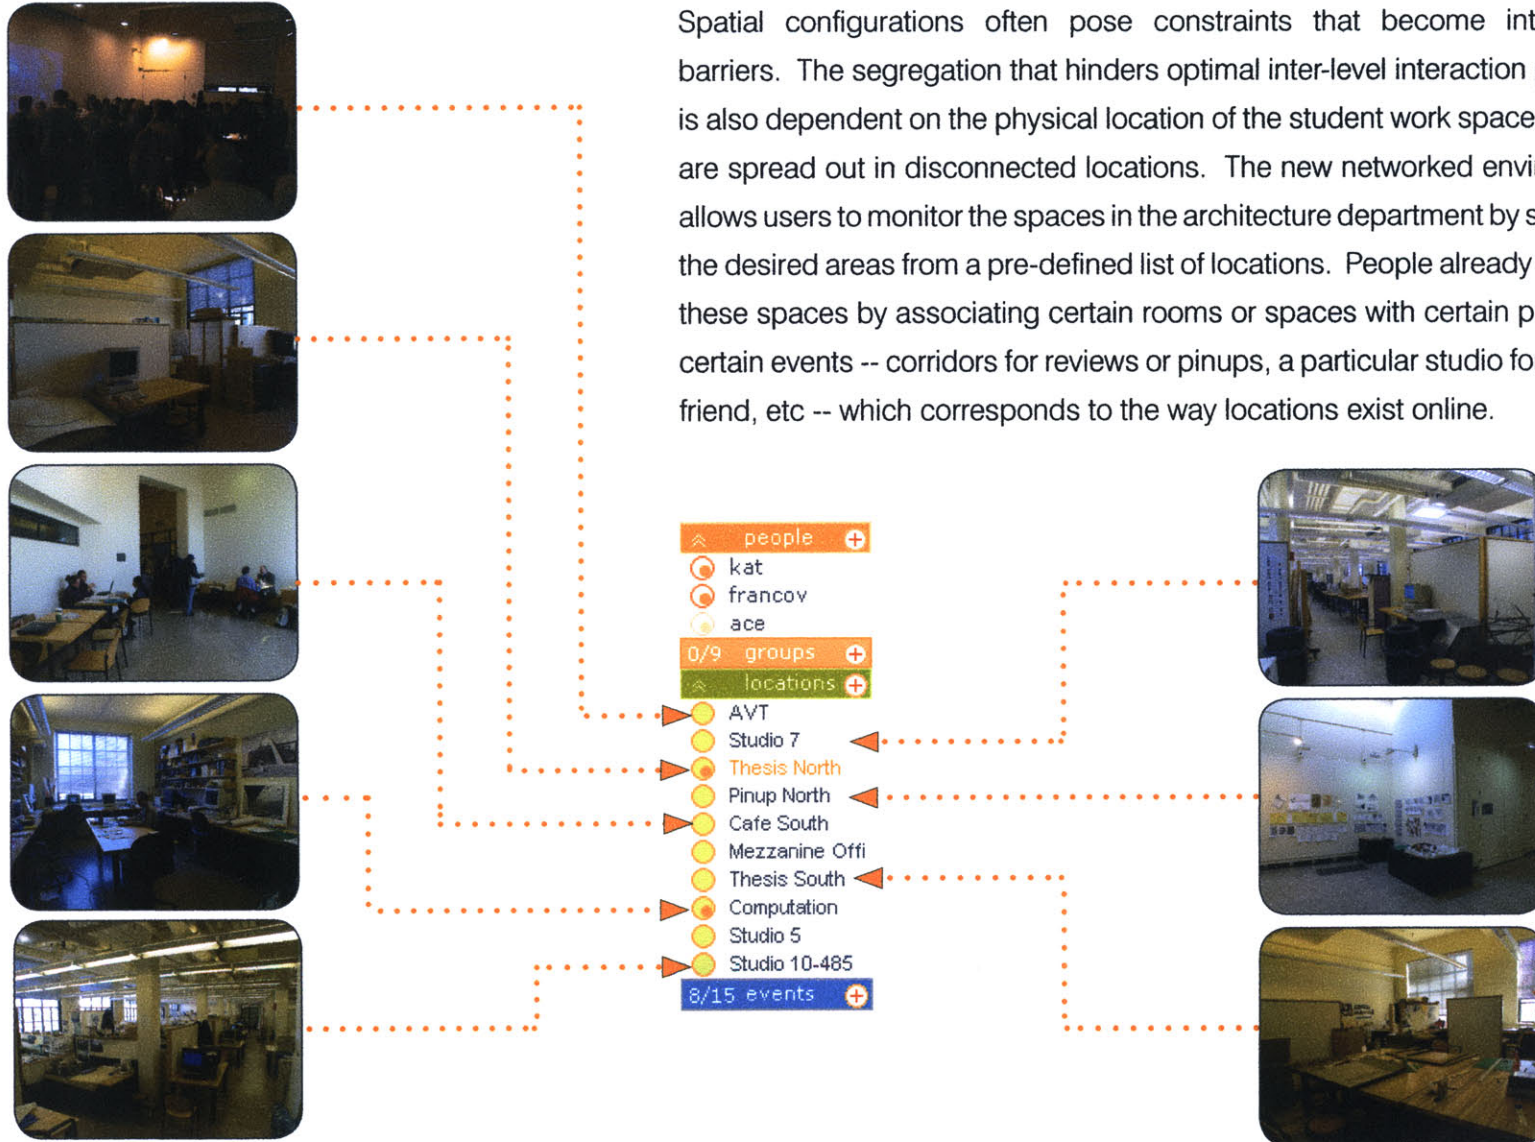 Spatial configurations often pose constraints that become
barriers. The segregation that hinders optimal inter-level interaction
is also dependent on the physical location of the student work space
are spread out in disconnected locations. The new networked
allows users to monitor the spaces in the architecture department by
the desired areas from a pre-defined list of locations. People already
these spaces by associating certain rooms or spaces with certain
certain events -- corridors for reviews or pinups, a particular studio
friend, etc -- which corresponds to the way locations exist online.
people
kat
francov
ace
0/9 groups
locations
AVT
Studio 7
Thesis North
Pinup North
Cafe South
Mezzanine Offi
Thesis South
Computation
Studio 5
Studio 10-485
8/15 events